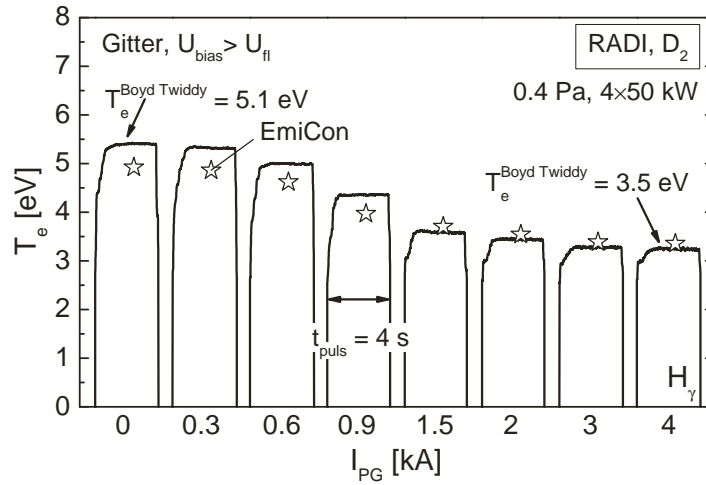 Gitter, U_bias > U_fl
RADI, D_2
0.4 Pa, 4×50 kW
T_e^Boyd Twiddy = 5.1 eV
EmiCon
T_e^Boyd Twiddy = 3.5 eV
t_puls = 4 s
H_γ
T_e [eV]
8
7
6
5
4
3
2
1
0
0 0.3 0.6 0.9 1.5 2 3 4
I_PG [kA]